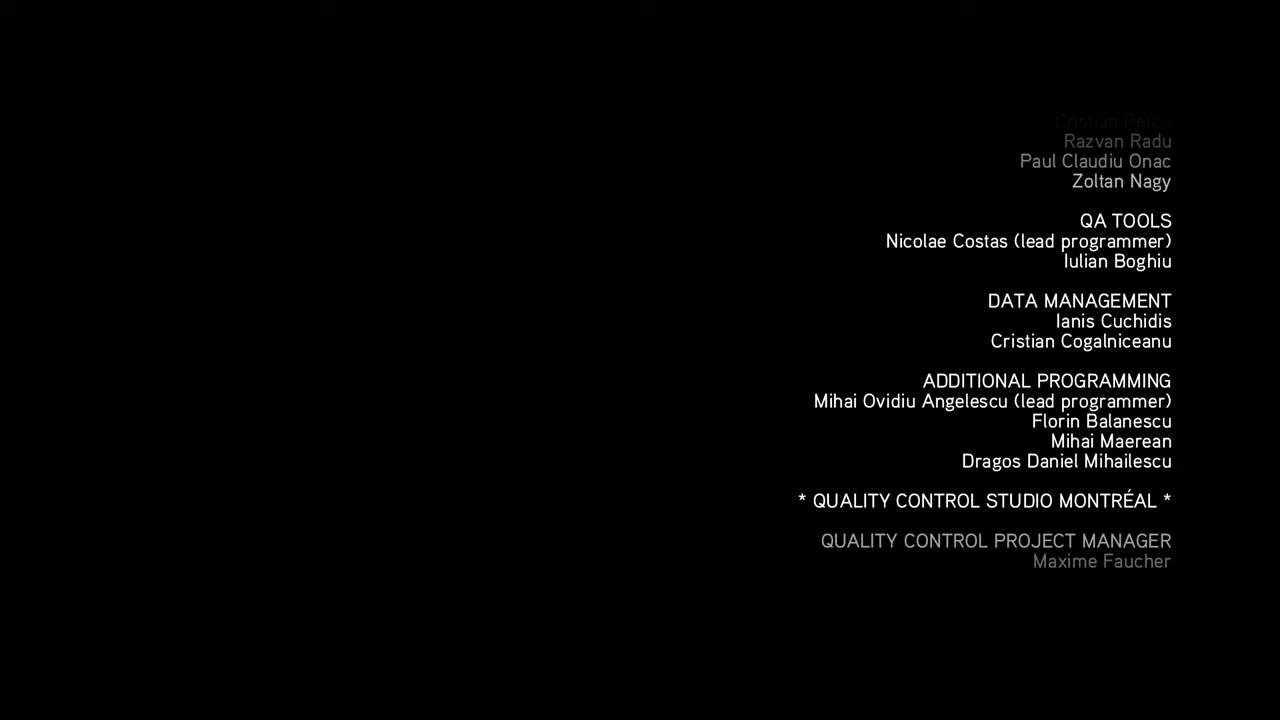 Cristian Petcu
Razvan Radu
Paul Claudiu Onac
Zoltan Nagy
QA TOOLS
Nicolae Costas (lead programmer)
Iulian Boghiu
DATA MANAGEMENT
Ianis Cuchidis
Cristian Cogalniceanu
ADDITIONAL PROGRAMMING
Mihai Ovidiu Angelescu (lead programmer)
Florin Balanescu
Mihai Maerean
Dragos Daniel Mihailescu
* QUALITY CONTROL STUDIO MONTRÉAL *
QUALITY CONTROL PROJECT MANAGER
Maxime Faucher